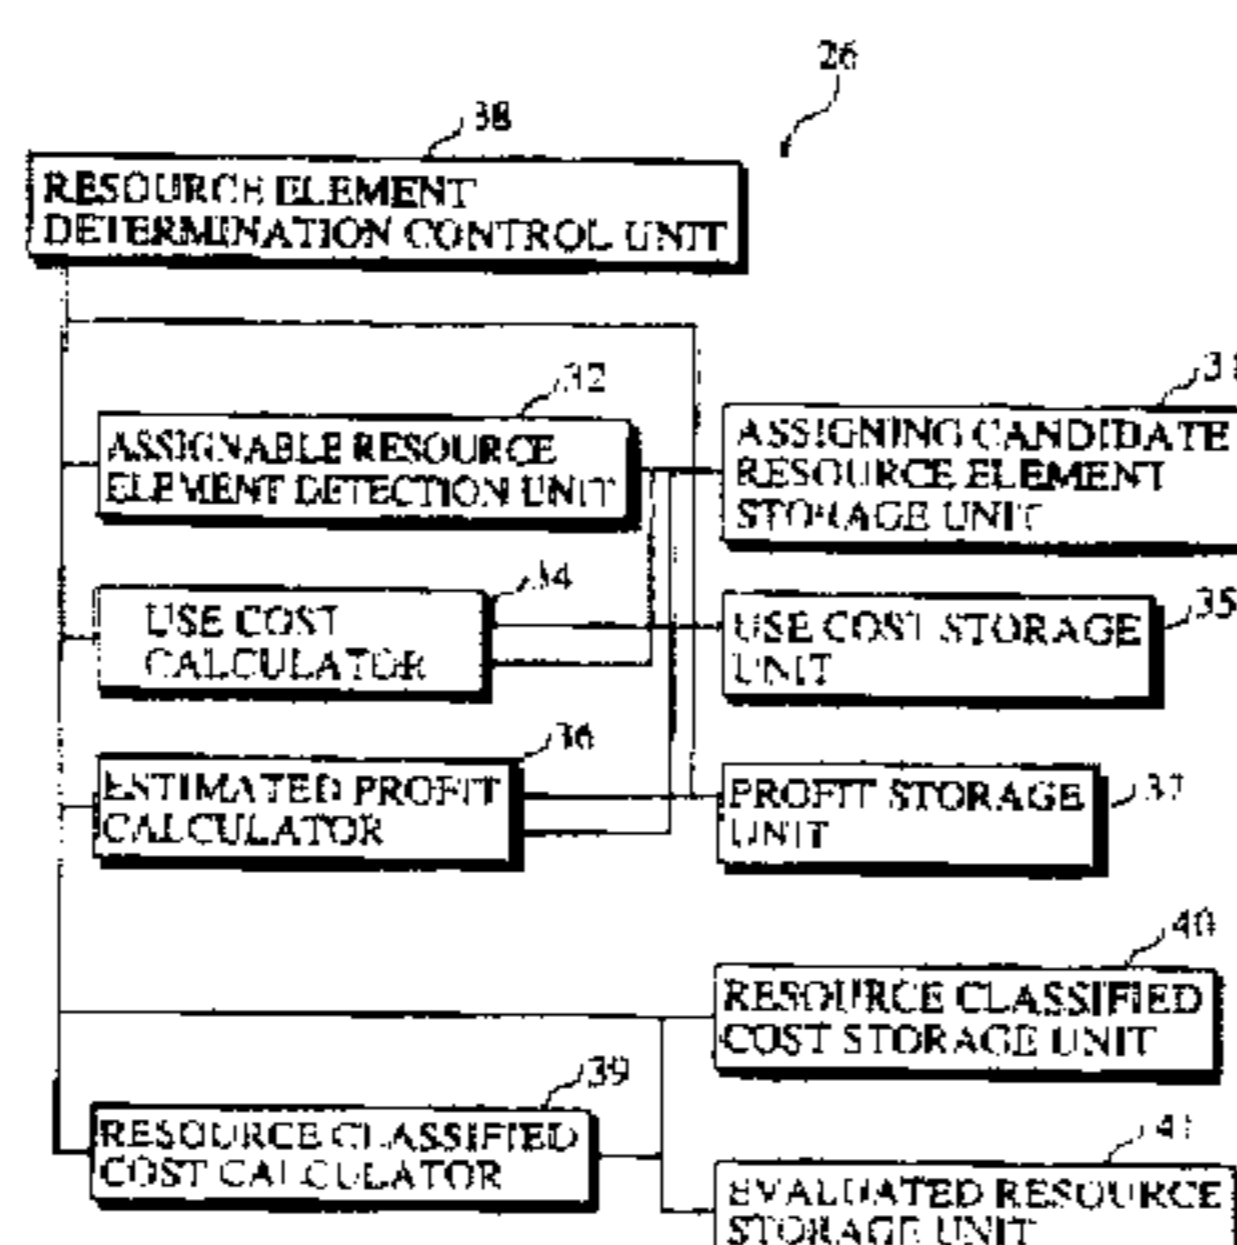 26
38
RESOURCE ELEMENT
DETERMINATION CONTROL UNIT
32
ASSIGNABLE RESOURCE
ELEMENT DETECTION UNIT
ASSIGNING CANDIDATE
RESOURCE ELEMENT
STORAGE UNIT
34
USE COST
CALCULATOR
35
USE COST STORAGE
UNIT
36
ESTIMATED PROFIT
CALCULATOR
37
PROFIT STORAGE
UNIT
40
RESOURCE CLASSIFIED
COST STORAGE UNIT
39
RESOURCE CLASSIFIED
COST CALCULATOR
41
EVALUATED RESOURCE
STORAGE UNIT